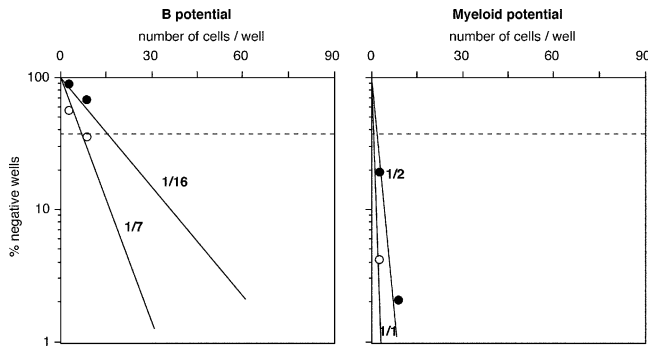 B potential
number of cells / well
0 30 60 90
100
10
1
% negative wells
1/16
1/7
Myeloid potential
number of cells / well
0 30 60 90
1/2
1/1